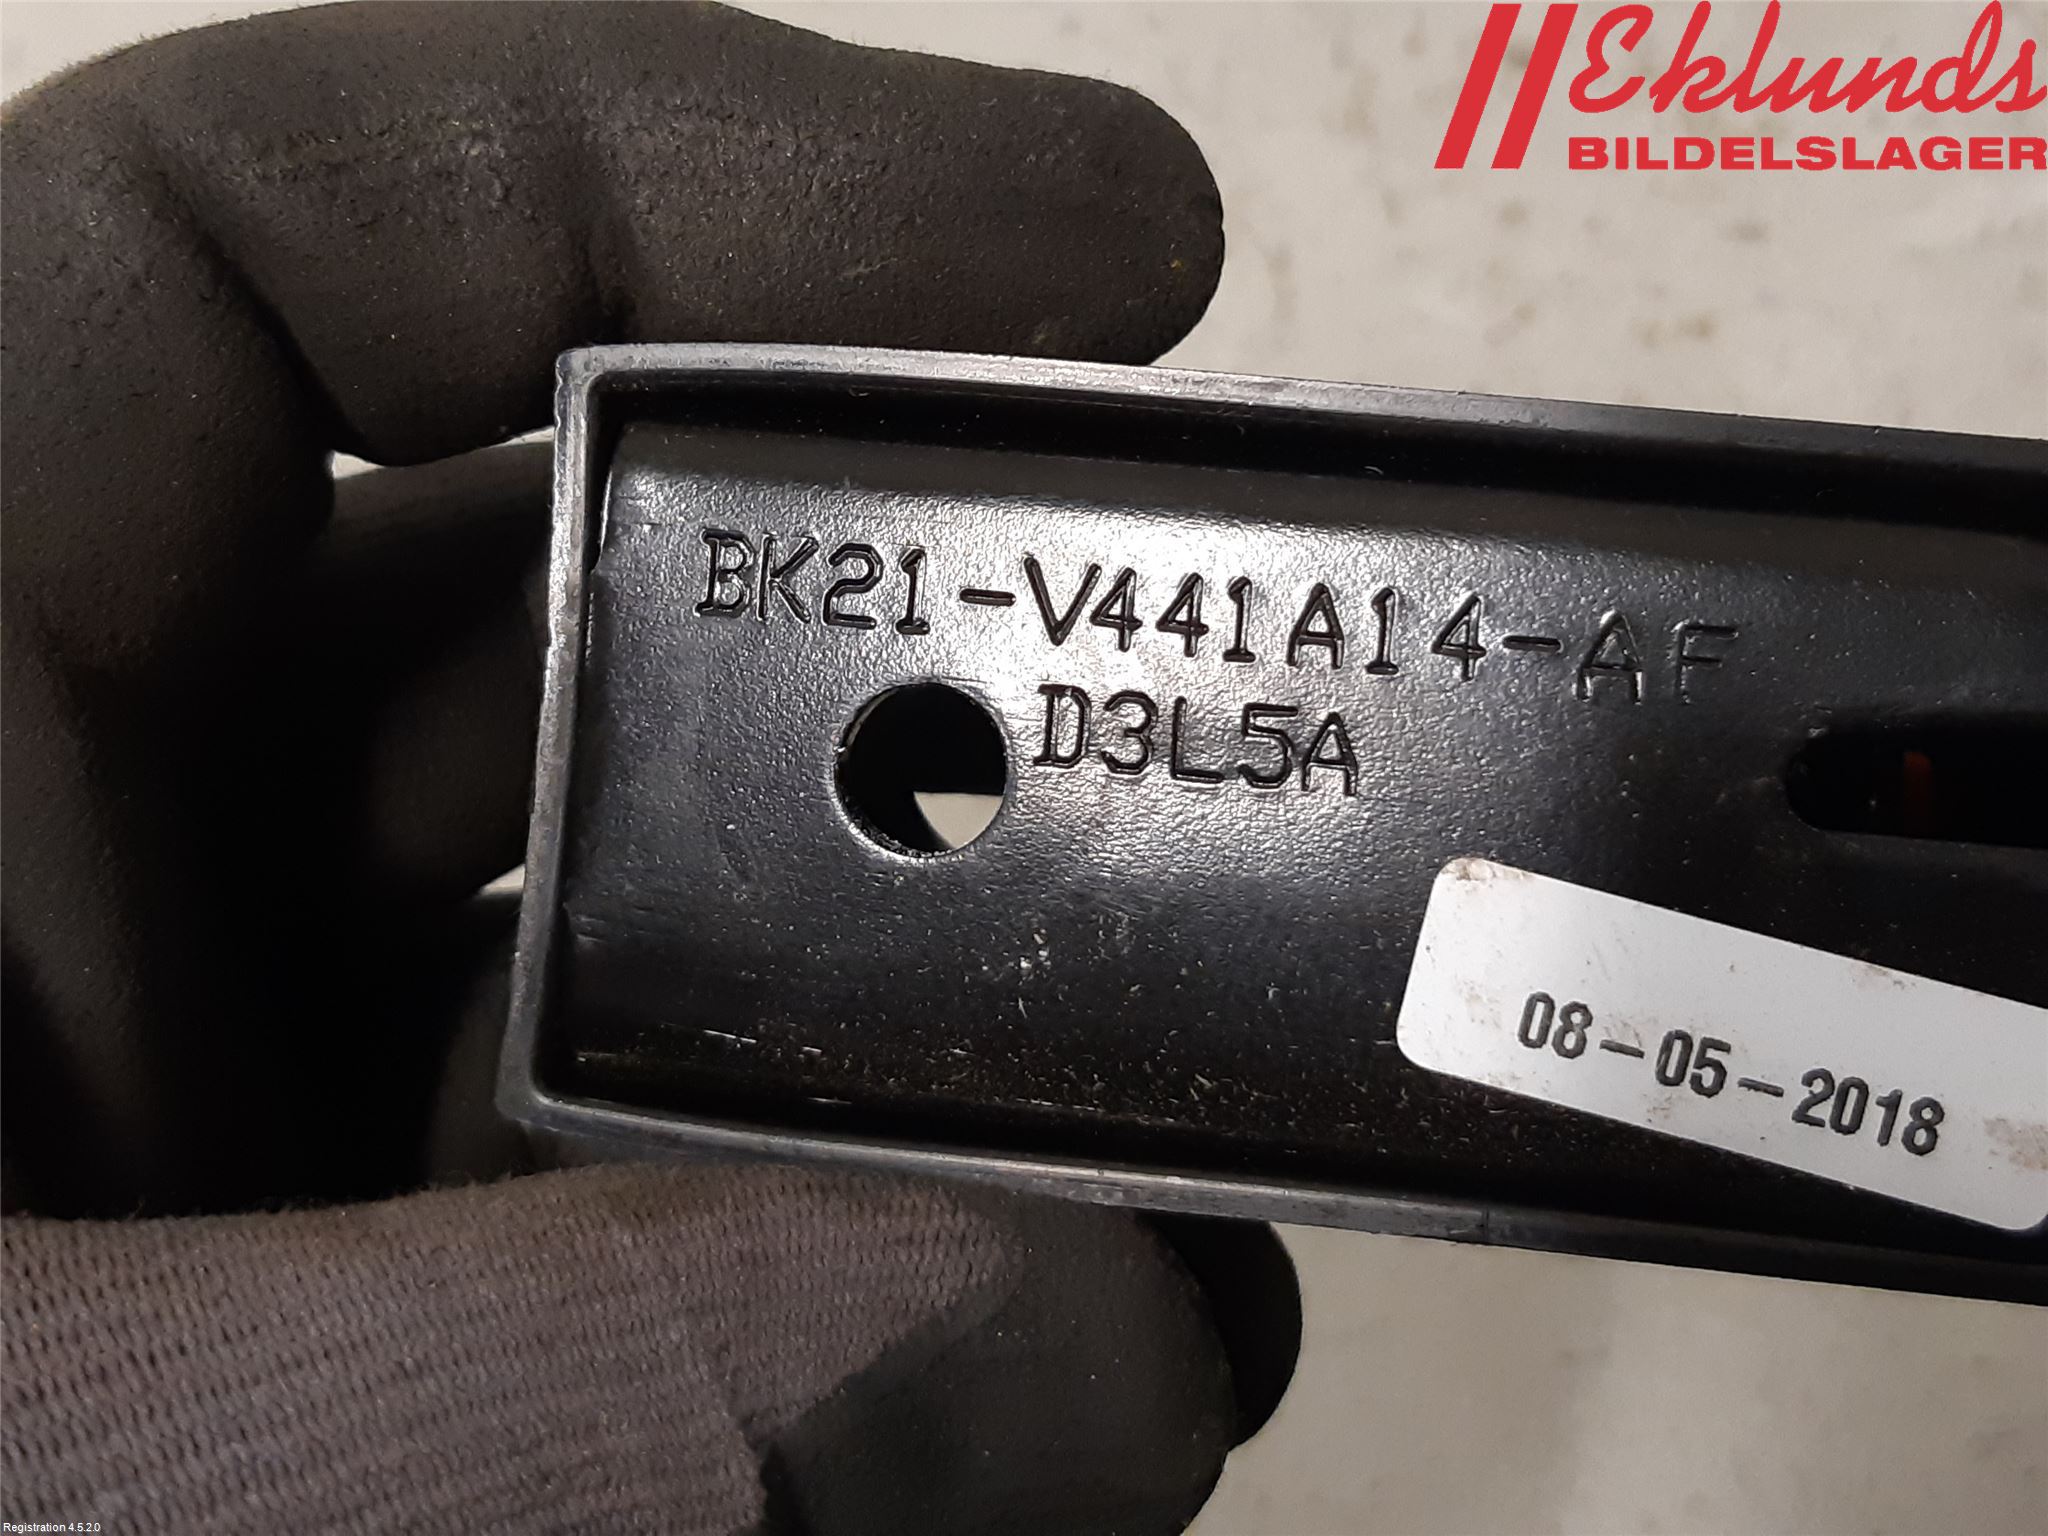 Eklunds
BILDELSLAGER
BK21-V441A14-AF
D3L5A
08-05-2018
Registration 4.5.2.0